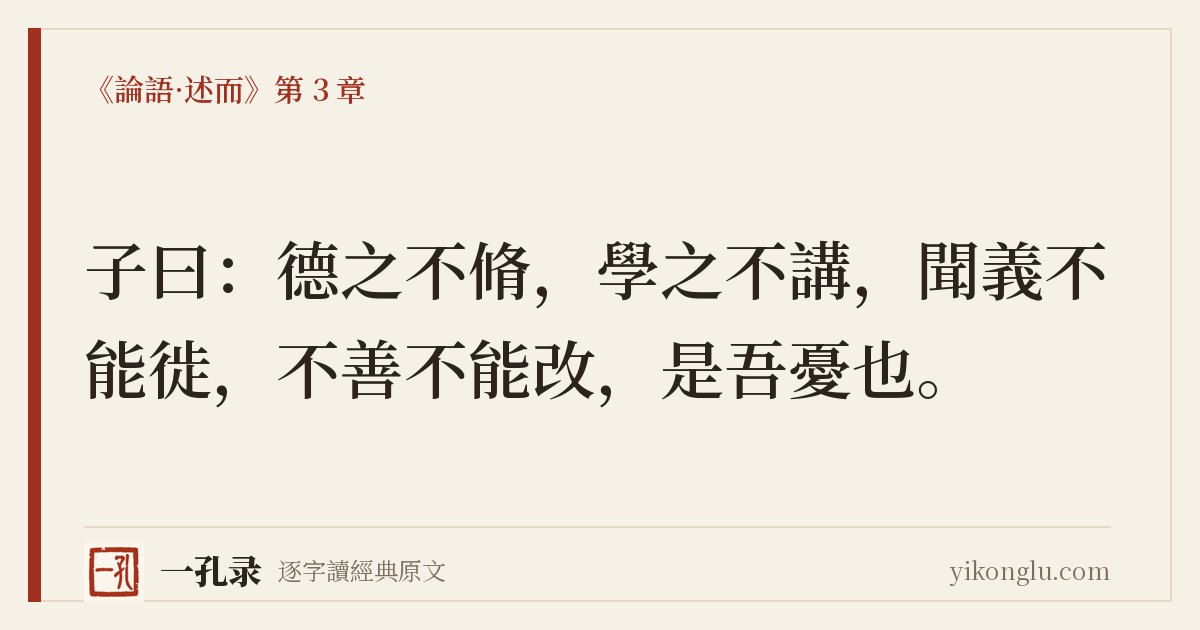 《論語·述而》第 3 章
子曰：德之不脩，學之不講，聞義不
能徙，不善不能改，是吾憂也。
一孔
一孔录 逐字讀經典原文 yikonglu.com